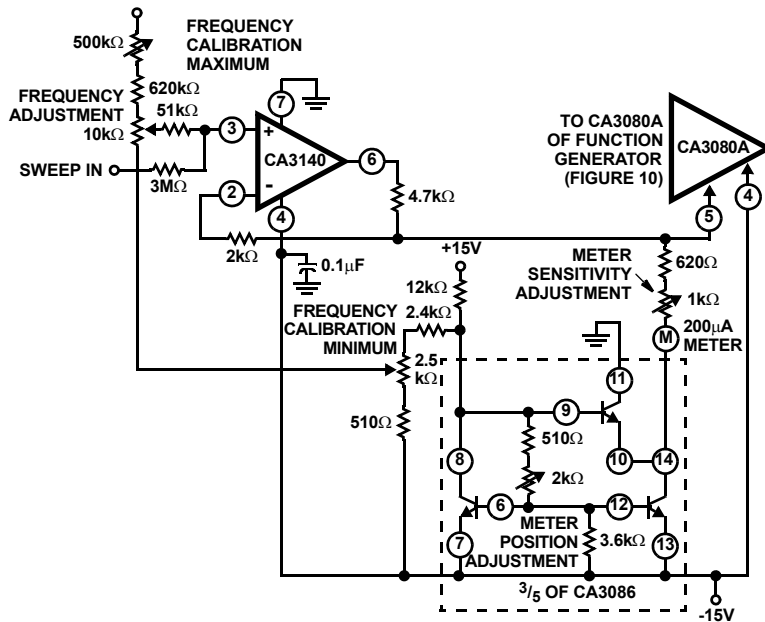 FREQUENCY
CALIBRATION
MAXIMUM
500kΩ
620kΩ
FREQUENCY
ADJUSTMENT
10kΩ
51kΩ
SWEEP IN
3MΩ
7
3
+
CA3140
6
2
-
4
4.7kΩ
2kΩ
0.1μF
TO CA3080A
OF FUNCTION
GENERATOR
(FIGURE 10)
CA3080A
4
5
+15V
12kΩ
2.4kΩ
FREQUENCY
CALIBRATION
MINIMUM
2.5
kΩ
510Ω
METER
SENSITIVITY
ADJUSTMENT
620Ω
1kΩ
M
200μA
METER
11
9
510Ω
10
14
8
2kΩ
6
12
METER
POSITION
ADJUSTMENT
3.6kΩ
7
13
3/5 OF CA3086
-15V